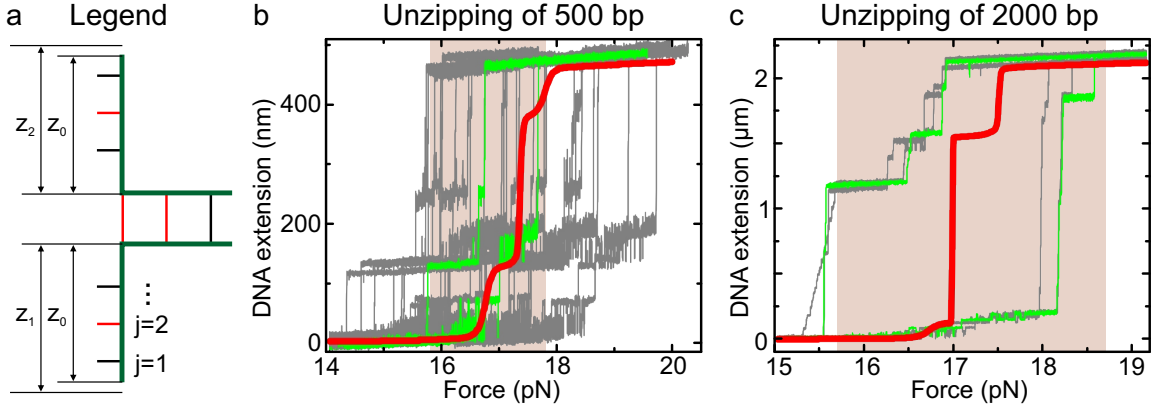 a Legend
z2
z0
z1
z0
⋮
j=2
j=1
b Unzipping of 500 bp
DNA extension (nm)
400
200
0
14 16 18 20
Force (pN)
c Unzipping of 2000 bp
DNA extension (µm)
2
1
0
15 16 17 18 19
Force (pN)